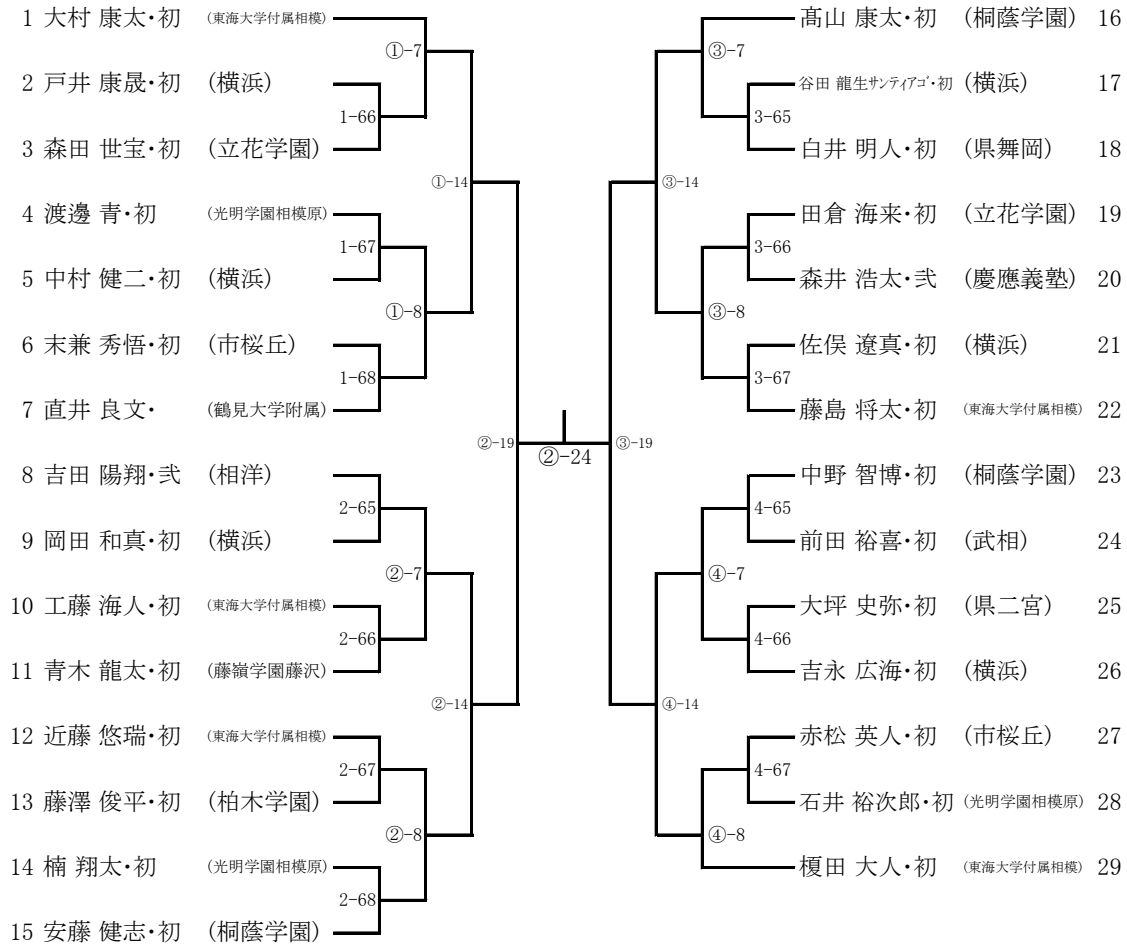 1 大村 康太・初 (東海大学付属相模)
①-7
2 戸井 康晟・初 (横浜)
1-66
3 森田 世宝・初 (立花学園)
①-14
4 渡邊 青・初 (光明学園相模原)
1-67
5 中村 健二・初 (横浜)
①-8
6 末兼 秀悟・初 (市桜丘)
1-68
7 直井 良文・ (鶴見大学附属)
②-19
8 吉田 陽翔・弐 (相洋)
2-65
9 岡田 和真・初 (横浜)
②-7
10 工藤 海人・初 (東海大学付属相模)
2-66
11 青木 龍太・初 (藤嶺学園藤沢)
②-14
12 近藤 悠瑞・初 (東海大学付属相模)
2-67
13 藤澤 俊平・初 (柏木学園)
②-8
14 楠 翔太・初 (光明学園相模原)
2-68
15 安藤 健志・初 (桐蔭学園)
②-24
髙山 康太・初 (桐蔭学園) 16
③-7
谷田 龍生サンティアゴ・初 (横浜) 17
3-65
白井 明人・初 (県舞岡) 18
③-14
田倉 海来・初 (立花学園) 19
3-66
森井 浩太・弐 (慶應義塾) 20
③-8
佐俣 遼真・初 (横浜) 21
3-67
藤島 将太・初 (東海大学付属相模) 22
③-19
中野 智博・初 (桐蔭学園) 23
4-65
前田 裕喜・初 (武相) 24
④-7
大坪 史弥・初 (県二宮) 25
4-66
吉永 広海・初 (横浜) 26
④-14
赤松 英人・初 (市桜丘) 27
4-67
石井 裕次郎・初 (光明学園相模原) 28
④-8
榎田 大人・初 (東海大学付属相模) 29